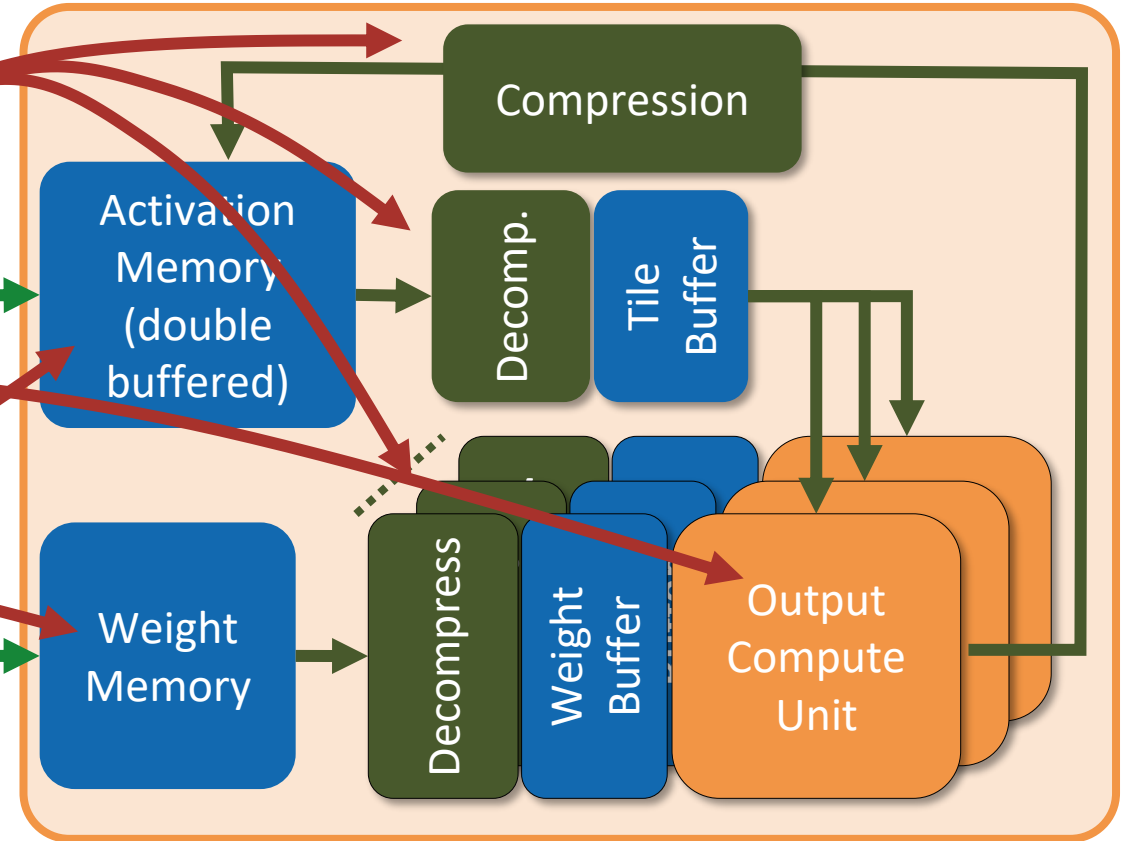 Compression
Activation
Memory
(double
buffered)
Decomp.
Tile
Buffer
Decompress
Weight
Buffer
Output
Compute
Unit
Weight
Memory